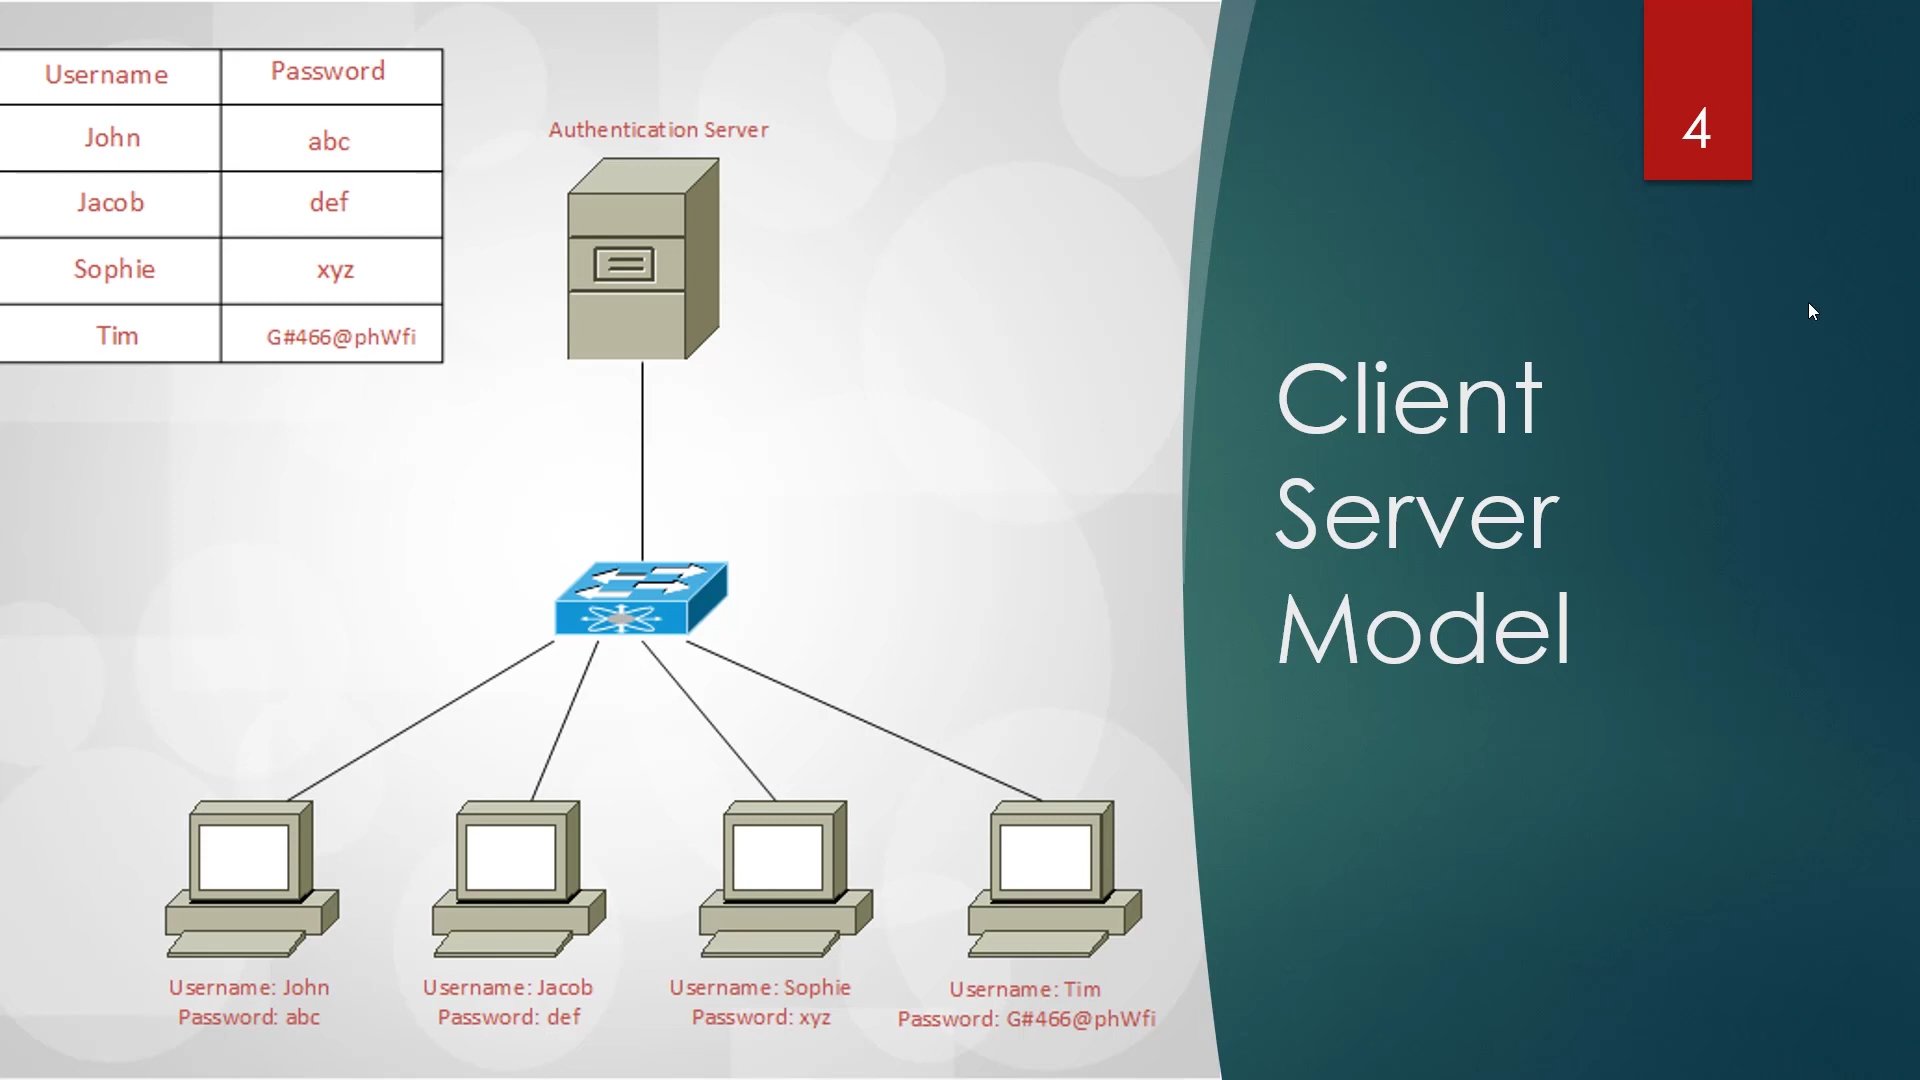 Username Password
John abc
Jacob def
Sophie xyz
Tim G#466@phWfi
Authentication Server
Username: John
Password: abc
Username: Jacob
Password: def
Username: Sophie
Password: xyz
Username: Tim
Password: G#466@phWfi
4
Client
Server
Model